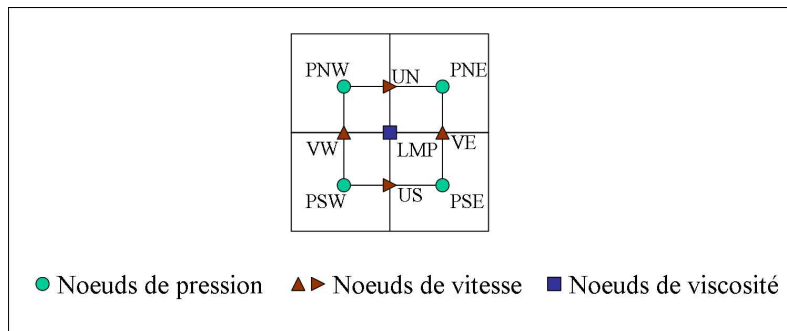 PNW UN PNE
VW LMP VE
PSW US PSE
Noeuds de pression Noeuds de vitesse Noeuds de viscosité